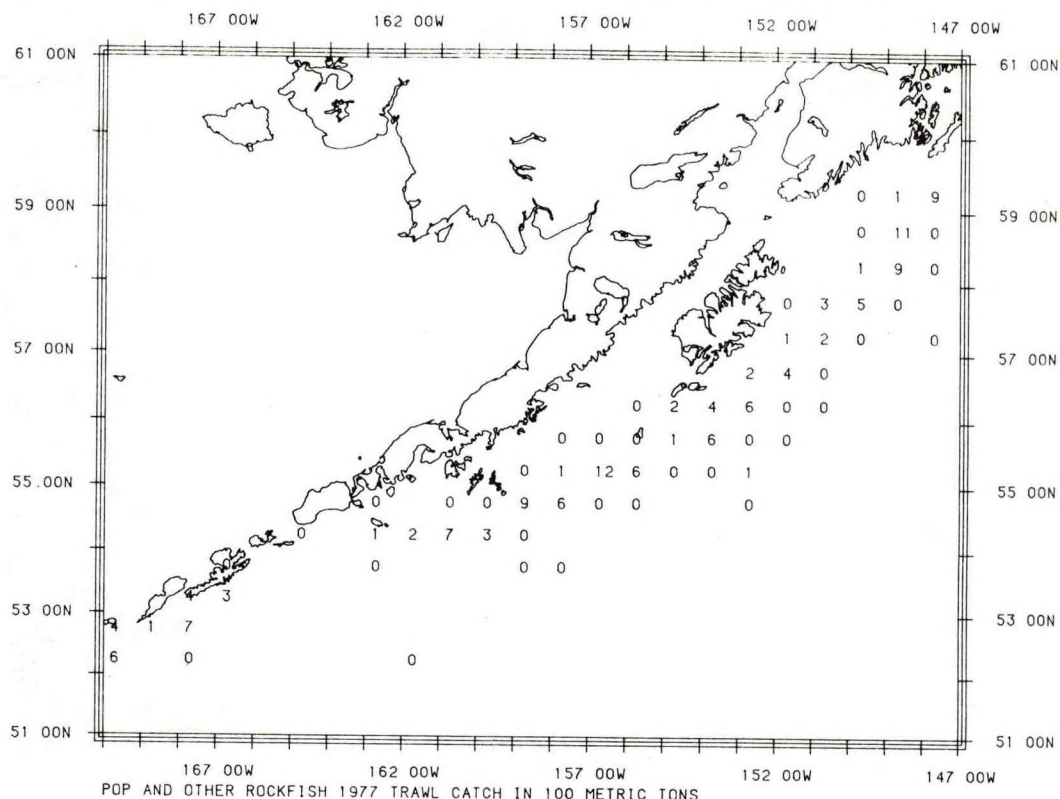 167 00W 162 00W 157 00W 152 00W 147 00W
61 00N 61 00N
0 1 9
59 00N 59 00N
0 11 0
1 9 0
0 3 5 0
1 2 0 0
57 00N 57 00N
2 4 0
0 2 4 6 0 0
0 0 0 1 6 0 0
0 1 12 6 0 0 1
55 00N 55 00N
0 0 0 9 6 0 0 0
0 1 2 7 3 0
0 0 0
4 3
53 00N 53 00N
4 1 7
6 0 0
51 00N 51 00N
167 00W 162 00W 157 00W 152 00W 147 00W
POP AND OTHER ROCKFISH 1977 TRAWL CATCH IN 100 METRIC TONS